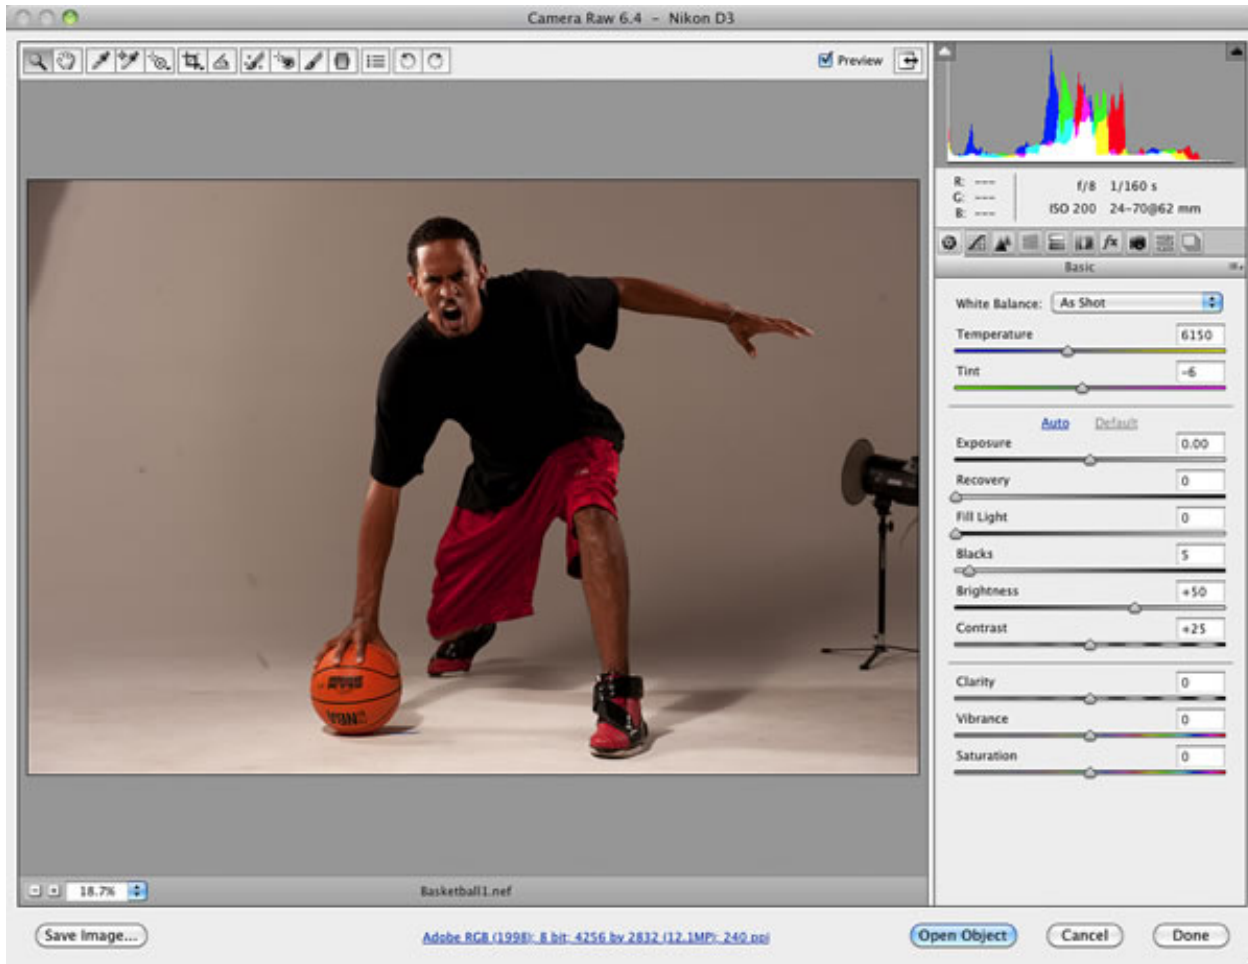 Camera Raw 6.4 - Nikon D3
Preview
R: ---
G: ---
B: ---
f/8 1/160 s
ISO 200 24-70@62 mm
fx
Basic
White Balance: As Shot
Temperature 6150
Tint -6
Auto Default
Exposure 0.00
Recovery 0
Fill Light 0
Blacks 5
Brightness +50
Contrast +25
Clarity 0
Vibrance 0
Saturation 0
18.7%
Basketball1.nef
Save Image...
Adobe RGB (1998); 8 bit; 4256 by 2832 (12.1MP); 240 ppi
Open Object
Cancel
Done